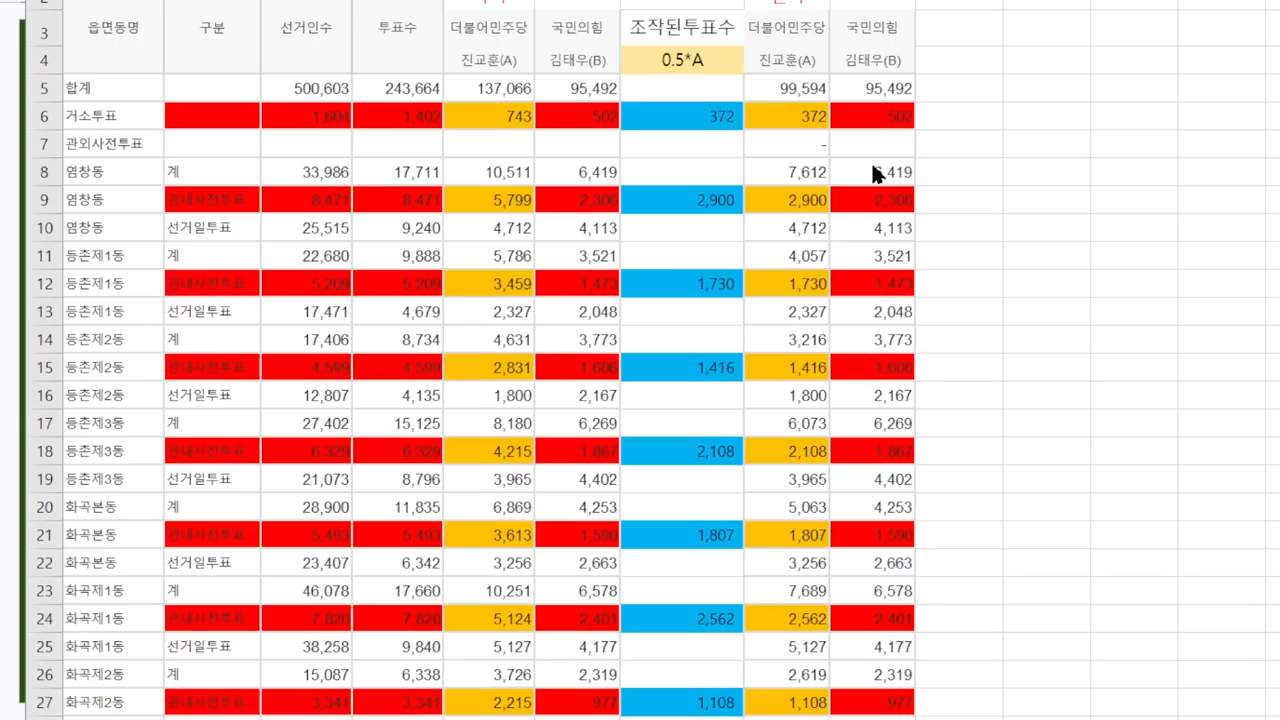 3 읍면동명 구분 선거인수 투표수 더불어민주당 국민의힘 조작된투표수 더불어민주당 국민의힘
4 진교훈(A) 김태우(B) 0.5*A 진교훈(A) 김태우(B)
5 합계 500,603 243,664 137,066 95,492 99,594 95,492
6 거소투표 1,604 1,402 743 502 372 372 502
7 관외사전투표 -
8 염창동 계 33,986 17,711 10,511 6,419 7,612 419
9 염창동 관내사전투표 8,471 8,471 5,799 2,306 2,900 2,900 2,306
10 염창동 선거일투표 25,515 9,240 4,712 4,113 4,712 4,113
11 등촌제1동 계 22,680 9,888 5,786 3,521 4,057 3,521
12 등촌제1동 관내사전투표 5,209 5,209 3,459 1,473 1,730 1,730 1,473
13 등촌제1동 선거일투표 17,471 4,679 2,327 2,048 2,327 2,048
14 등촌제2동 계 17,406 8,734 4,631 3,773 3,216 3,773
15 등촌제2동 관내사전투표 4,599 4,599 2,831 1,606 1,416 1,416 1,606
16 등촌제2동 선거일투표 12,807 4,135 1,800 2,167 1,800 2,167
17 등촌제3동 계 27,402 15,125 8,180 6,269 6,073 6,269
18 등촌제3동 관내사전투표 6,329 6,329 4,215 1,867 2,108 2,108 1,867
19 등촌제3동 선거일투표 21,073 8,796 3,965 4,402 3,965 4,402
20 화곡본동 계 28,900 11,835 6,869 4,253 5,063 4,253
21 화곡본동 관내사전투표 5,493 5,493 3,613 1,590 1,807 1,807 1,590
22 화곡본동 선거일투표 23,407 6,342 3,256 2,663 3,256 2,663
23 화곡제1동 계 46,078 17,660 10,251 6,578 7,689 6,578
24 화곡제1동 관내사전투표 7,820 7,820 5,124 2,401 2,562 2,562 2,401
25 화곡제1동 선거일투표 38,258 9,840 5,127 4,177 5,127 4,177
26 화곡제2동 계 15,087 6,338 3,726 2,319 2,619 2,319
27 화곡제2동 관내사전투표 3,341 3,341 2,215 977 1,108 1,108 977